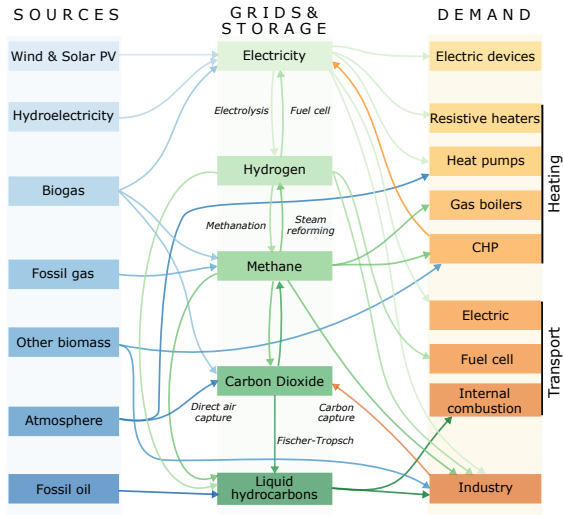 SOURCES
GRIDS &
STORAGE
DEMAND
Wind & Solar PV
Hydroelectricity
Biogas
Fossil gas
Other biomass
Atmosphere
Fossil oil
Electricity
Electrolysis
Fuel cell
Hydrogen
Methanation
Steam
reforming
Methane
Carbon Dioxide
Direct air
capture
Carbon
capture
Fischer-Tropsch
Liquid
hydrocarbons
Electric devices
Resistive heaters
Heat pumps
Gas boilers
CHP
Heating
Electric
Fuel cell
Internal
combustion
Transport
Industry